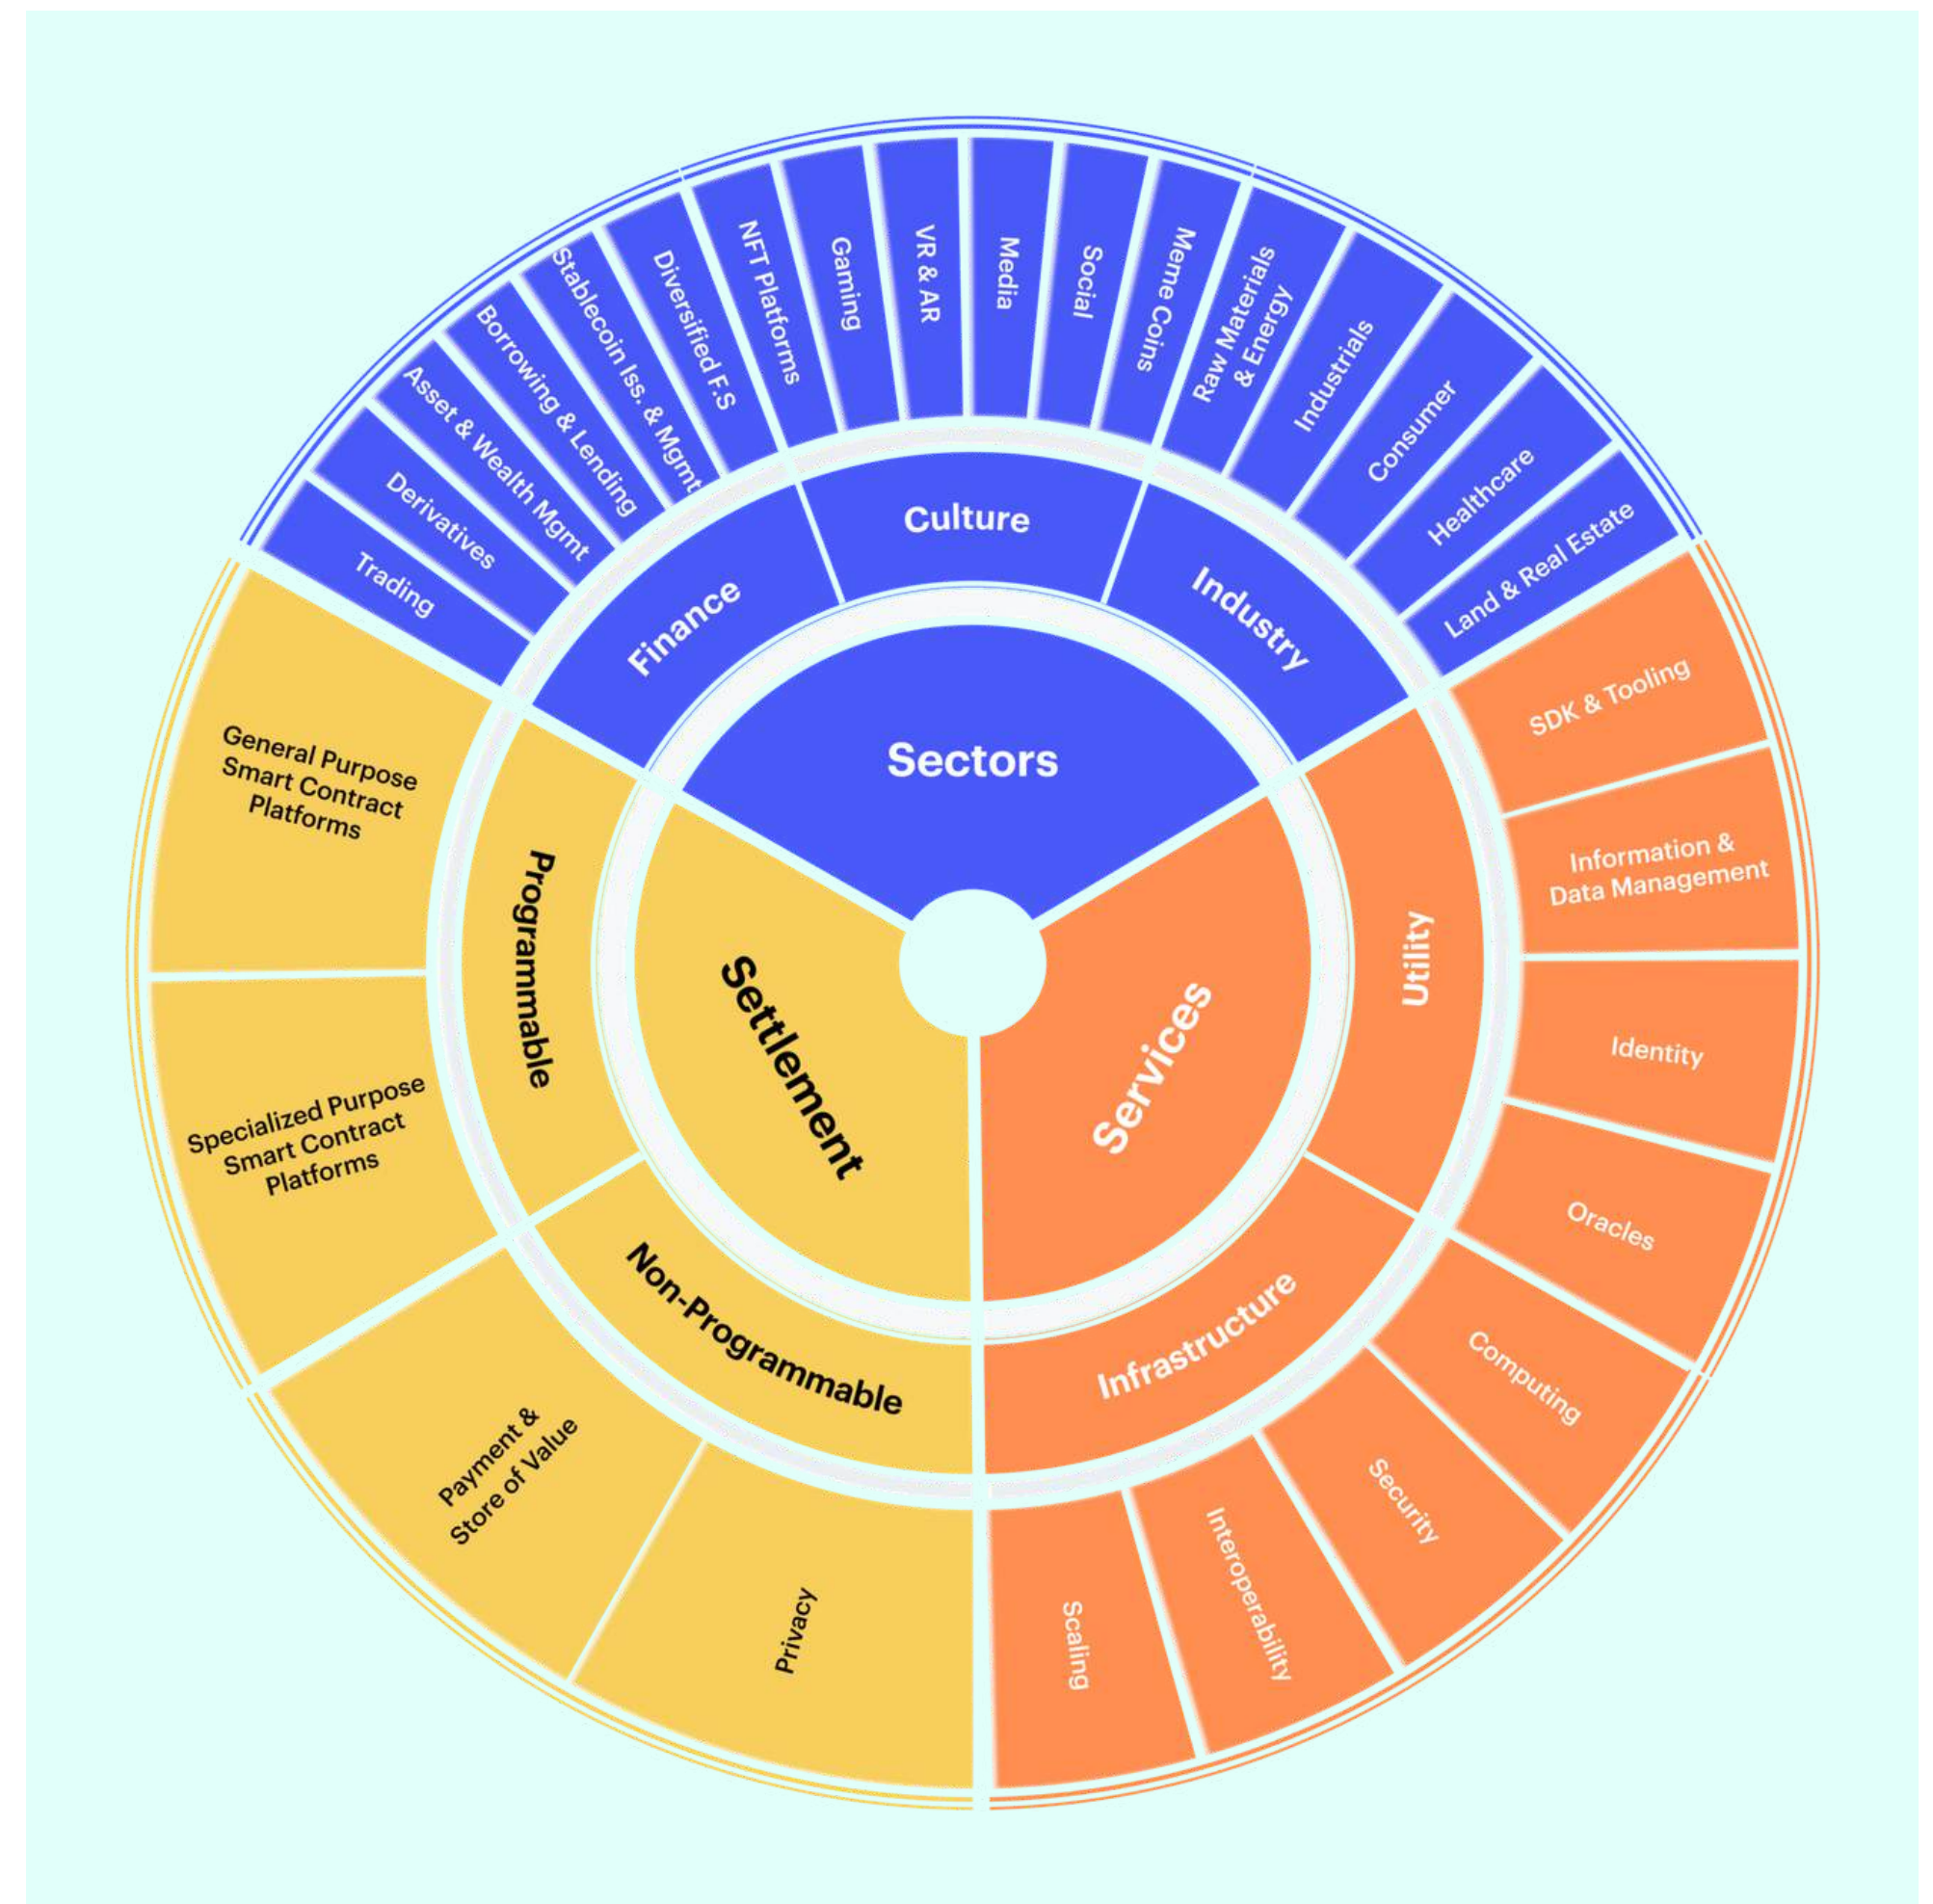 Sectors
Services
Settlement
Finance
Culture
Industry
Utility
Infrastructure
Non-Programmable
Programmable
Trading
Derivatives
Asset & Wealth Mgmt
Borrowing & Lending
Stablecoin Iss. & Mgmt
Diversified F.S
NFT Platforms
Gaming
VR & AR
Media
Social
Meme Coins
Raw Materials
& Energy
Industrials
Consumer
Healthcare
Land & Real Estate
SDK & Tooling
Information &
Data Management
Identity
Oracles
Computing
Security
Interoperability
Scaling
Privacy
Payment &
Store of Value
Specialized Purpose
Smart Contract
Platforms
General Purpose
Smart Contract
Platforms